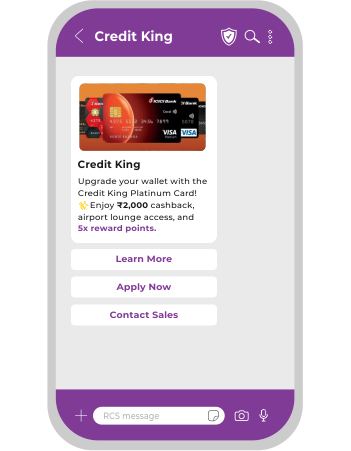 Credit King
ICICI Bank
VISA
VISA
Credit King
Upgrade your wallet with the
Credit King Platinum Card!
Enjoy ₹2,000 cashback,
airport lounge access, and
5x reward points.
Learn More
Apply Now
Contact Sales
RCS message